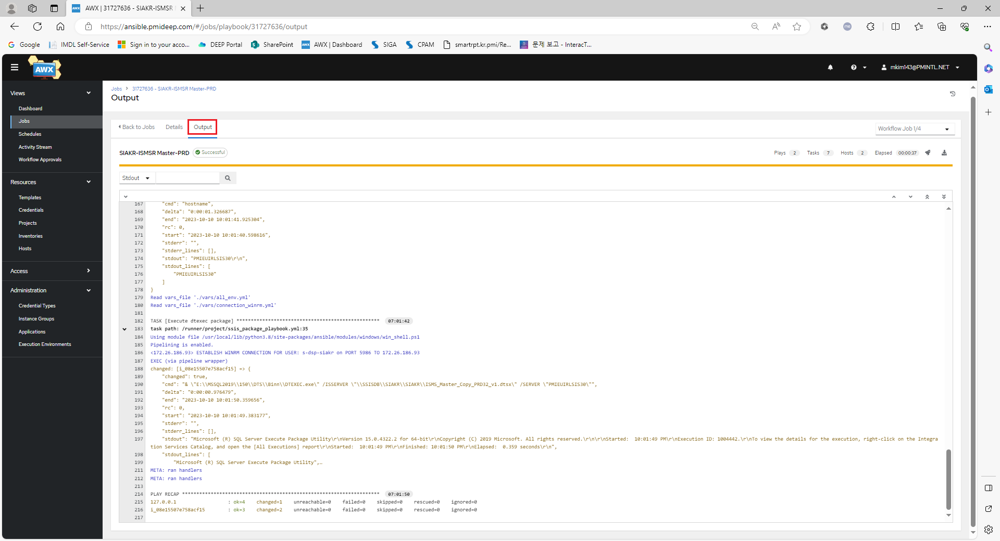 AWX | 31727636 - SIAKR-ISMSR
https://ansible.pmideep.com/#/jobs/playbook/31727636/output
Google
IMDL Self-Service
Sign in to your acco...
DEEP Portal
SharePoint
AWX | Dashboard
SIGA
CPAM
smartrpt.kr.pmi/Re...
문제 보고 - InteracT...
AWX
mkim143@PMINTL.NET
Views
Dashboard
Jobs
Schedules
Activity Stream
Workflow Approvals
Resources
Templates
Credentials
Projects
Inventories
Hosts
Access
Administration
Credential Types
Instance Groups
Applications
Execution Environments
Jobs > 31727636 - SIAKR-ISMSR Master-PRD
Output
Back to Jobs
Details
Output
Workflow Job 1/4
SIAKR-ISMSR Master-PRD Successful
Plays 2 Tasks 7 Hosts 2 Elapsed 00:00:37
Stdout
167 "cmd": "hostname",
168 "delta": "0:00:01.326687",
169 "end": "2023-10-10 10:01:41.925304",
170 "rc": 0,
171 "start": "2023-10-10 10:01:40.598616",
172 "stderr": "",
173 "stderr_lines": [],
174 "stdout": "PMIEUIRLSIS30\r\n",
175 "stdout_lines": [
176 "PMIEUIRLSIS30"
177 ]
178 }
179 Read vars_file './vars/all_env.yml'
180 Read vars_file './vars/connection_winrm.yml'
181
182 TASK [Execute dtexec package] ************************************************** 07:01:42
183 task path: /runner/project/ssis_package_playbook.yml:35
184 Using module file /usr/local/lib/python3.8/site-packages/ansible/modules/windows/win_shell.ps1
185 Pipelining is enabled.
186 <172.26.186.93> ESTABLISH WINRM CONNECTION FOR USER: s-dsp-siakr on PORT 5986 TO 172.26.186.93
187 EXEC (via pipeline wrapper)
188 changed: [i_08e15507e758acf15] => {
189 "changed": true,
190 "cmd": "& \"E:\\MSSQL2019\\150\\DTS\\Binn\\DTEXEC.exe\" /ISSERVER \"\\SSISDB\\SIAKR\\SIAKR\\ISMS_Master_Copy_PRD32_v1.dtsx\" /SERVER \"PMIEUIRLSIS30\"",
191 "delta": "0:00:00.976479",
192 "end": "2023-10-10 10:01:50.359656",
193 "rc": 0,
194 "start": "2023-10-10 10:01:49.383177",
195 "stderr": "",
196 "stderr_lines": [],
197 "stdout": "Microsoft (R) SQL Server Execute Package Utility\r\nVersion 15.0.4322.2 for 64-bit\r\nCopyright (C) 2019 Microsoft. All rights reserved.\r\n\r\nStarted:  10:01:49 PM\r\nExecution ID: 1004442.\r\nTo view the details for the execution, right-click on the Integra
tion Services Catalog, and open the [All Executions] report\r\nStarted:  10:01:49 PM\r\nFinished: 10:01:50 PM\r\nElapsed:  0.359 seconds\r\n",
198 "stdout_lines": [
199 "Microsoft (R) SQL Server Execute Package Utility",…
211 META: ran handlers
212 META: ran handlers
213
214 PLAY RECAP ********************************************************************* 07:01:50
215 127.0.0.1 : ok=4 changed=1 unreachable=0 failed=0 skipped=0 rescued=0 ignored=0
216 i_08e15507e758acf15 : ok=3 changed=2 unreachable=0 failed=0 skipped=0 rescued=0 ignored=0
217